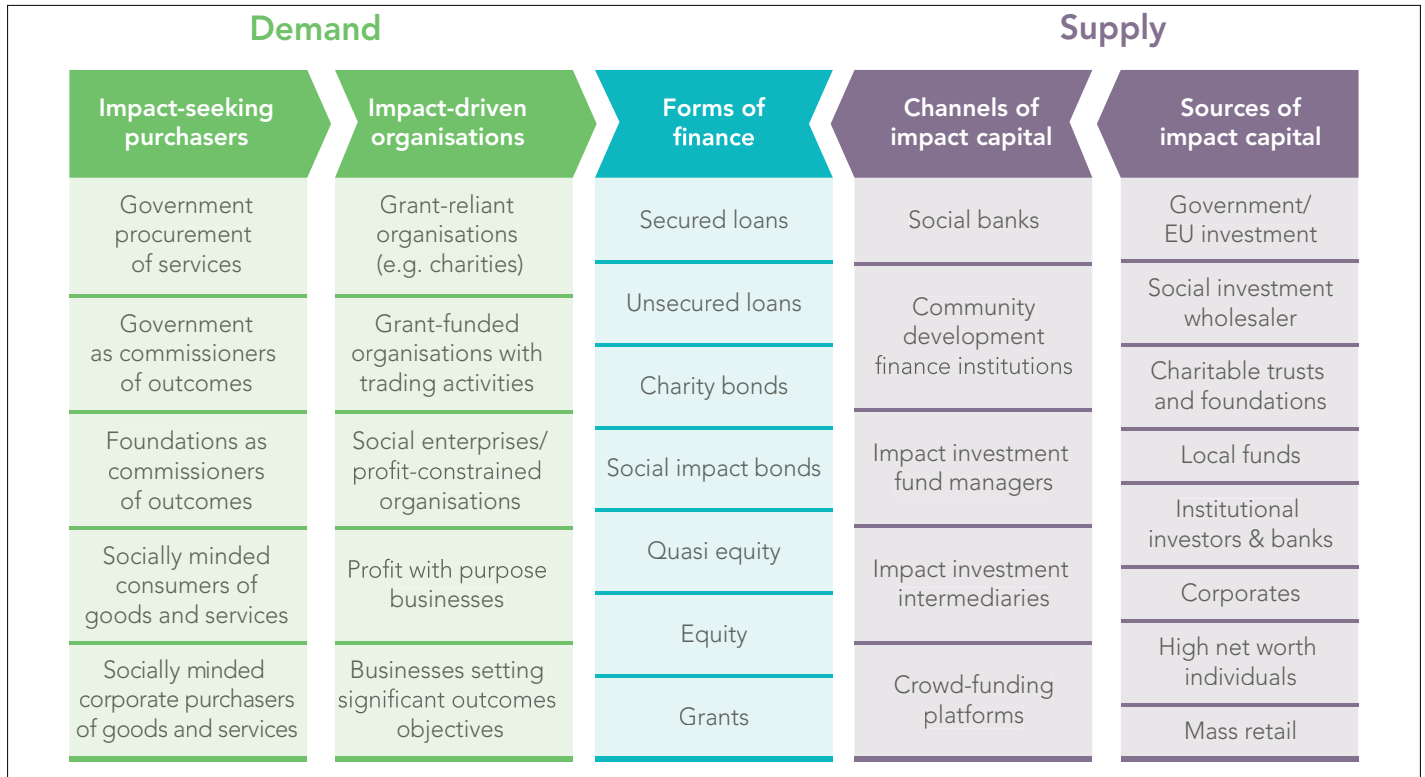 Demand
Supply
Impact-seeking
purchasers
Impact-driven
organisations
Forms of
finance
Channels of
impact capital
Sources of
impact capital
Government
procurement
of services
Government
as commissioners
of outcomes
Foundations as
commissioners
of outcomes
Socially minded
consumers of
goods and services
Socially minded
corporate purchasers
of goods and services
Grant-reliant
organisations
(e.g. charities)
Grant-funded
organisations with
trading activities
Social enterprises/
profit-constrained
organisations
Profit with purpose
businesses
Businesses setting
significant outcomes
objectives
Secured loans
Unsecured loans
Charity bonds
Social impact bonds
Quasi equity
Equity
Grants
Social banks
Community
development
finance institutions
Impact investment
fund managers
Impact investment
intermediaries
Crowd-funding
platforms
Government/
EU investment
Social investment
wholesaler
Charitable trusts
and foundations
Local funds
Institutional
investors & banks
Corporates
High net worth
individuals
Mass retail